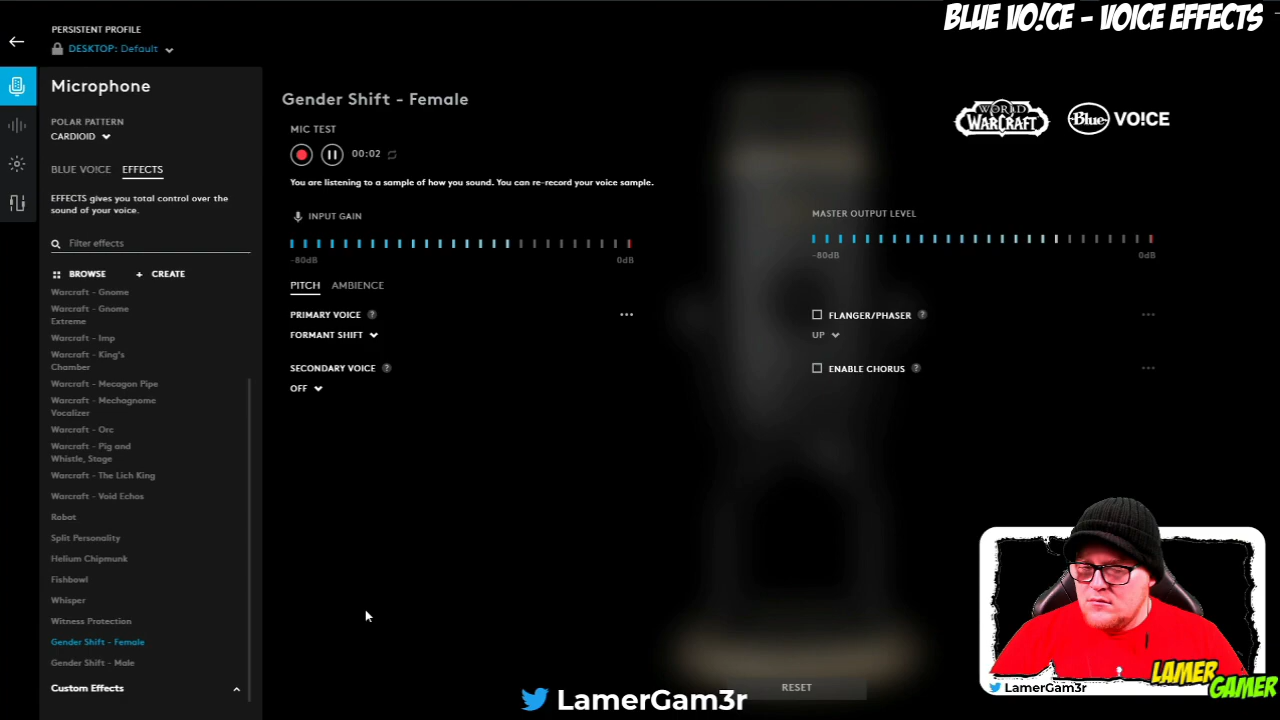 BLUE VO!CE - VOICE EFFECTS
PERSISTENT PROFILE
DESKTOP: Default
Microphone
POLAR PATTERN
CARDIOID
BLUE VO!CE EFFECTS
EFFECTS gives you total control over the
sound of your voice.
Filter effects
BROWSE + CREATE
Warcraft - Gnome
Warcraft - Gnome
Extreme
Warcraft - Imp
Warcraft - King's
Chamber
Warcraft - Mecagon Pipe
Warcraft - Mechagnome
Vocalizer
Warcraft - Orc
Warcraft - Pig and
Whistle, Stage
Warcraft - The Lich King
Warcraft - Void Echos
Robot
Split Personality
Helium Chipmunk
Fishbowl
Whisper
Witness Protection
Gender Shift - Female
Gender Shift - Male
Custom Effects
Gender Shift - Female
MIC TEST
00:02
You are listening to a sample of how you sound. You can re-record your voice sample.
INPUT GAIN
-80dB 0dB
PITCH AMBIENCE
PRIMARY VOICE ? ...
FORMANT SHIFT
SECONDARY VOICE ?
OFF
WORLD
WARCRAFT
Blue VO!CE
MASTER OUTPUT LEVEL
-80dB 0dB
FLANGER/PHASER ? ...
UP
ENABLE CHORUS ? ...
RESET
LamerGam3r
LamerGam3r
LAMER
GAMER